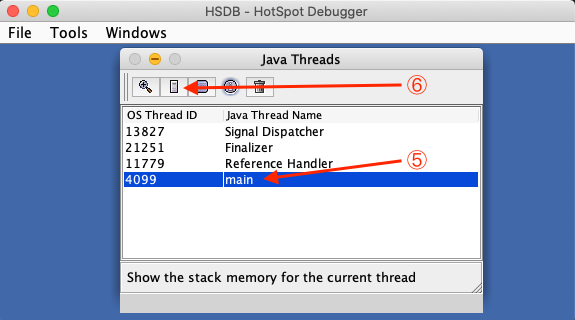 HSDB - HotSpot Debugger
File Tools Windows
Java Threads
⑥
OS Thread ID Java Thread Name
13827 Signal Dispatcher
21251 Finalizer
11779 Reference Handler
⑤
4099 main
Show the stack memory for the current thread